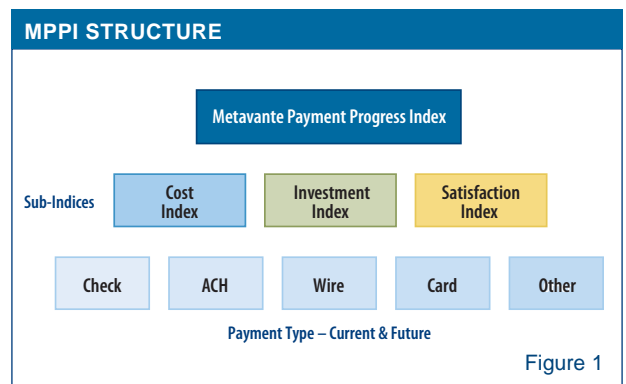 MPPI STRUCTURE
Metavante Payment Progress Index
Sub-Indices
Cost
Index
Investment
Index
Satisfaction
Index
Check
ACH
Wire
Card
Other
Payment Type – Current & Future
Figure 1